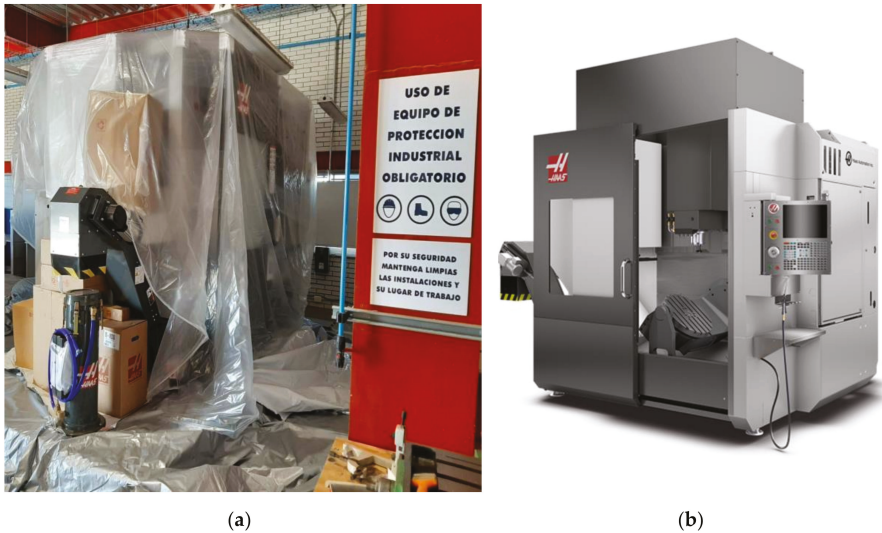 USO DE
EQUIPO DE
PROTECCION
INDUSTRIAL
OBLIGATORIO
POR SU SEGURIDAD
MANTENGA LIMPIAS
LAS INSTALACIONES Y
SU LUGAR DE TRABAJO
HAAS
HAAS
(a)
(b)